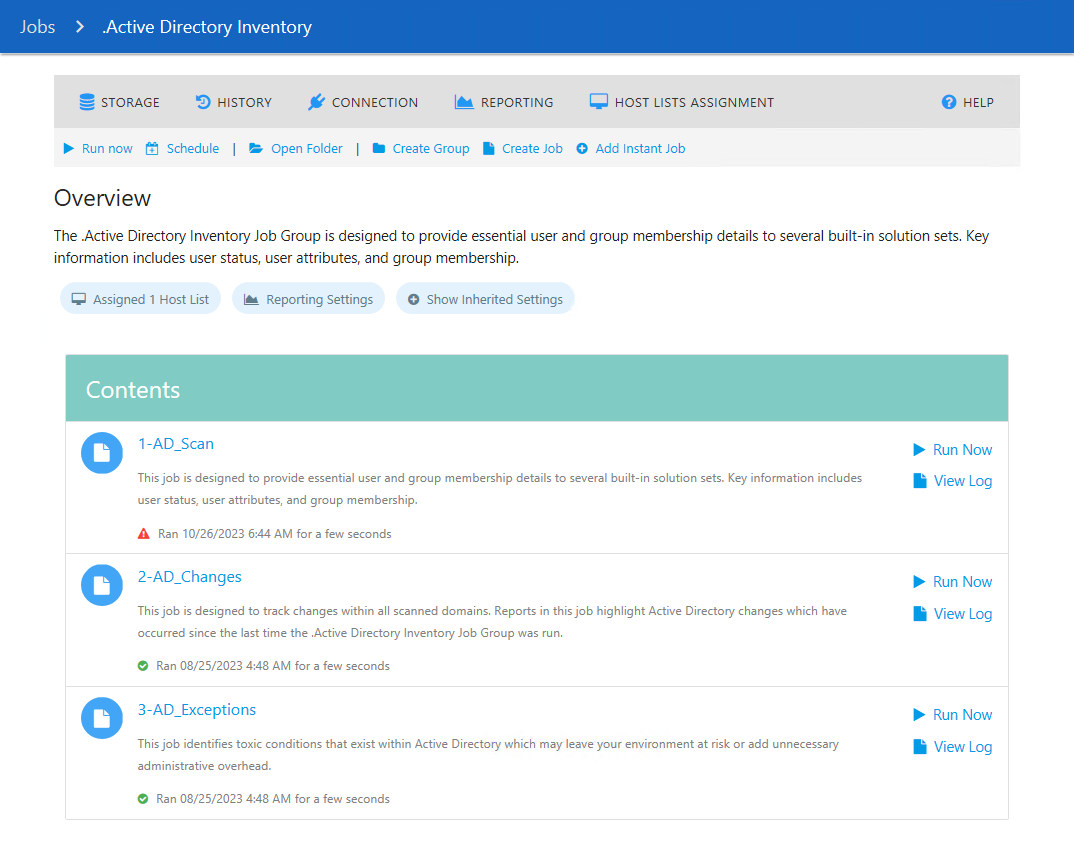 Jobs > .Active Directory Inventory
STORAGE HISTORY CONNECTION REPORTING HOST LISTS ASSIGNMENT HELP
Run now Schedule | Open Folder | Create Group Create Job Add Instant Job
Overview
The .Active Directory Inventory Job Group is designed to provide essential user and group membership details to several built-in solution sets. Key
information includes user status, user attributes, and group membership.
Assigned 1 Host List Reporting Settings Show Inherited Settings
Contents
1-AD_Scan
Run Now
This job is designed to provide essential user and group membership details to several built-in solution sets. Key information includes
View Log
user status, user attributes, and group membership.
Ran 10/26/2023 6:44 AM for a few seconds
2-AD_Changes
Run Now
This job is designed to track changes within all scanned domains. Reports in this job highlight Active Directory changes which have
View Log
occurred since the last time the .Active Directory Inventory Job Group was run.
Ran 08/25/2023 4:48 AM for a few seconds
3-AD_Exceptions
Run Now
This job identifies toxic conditions that exist within Active Directory which may leave your environment at risk or add unnecessary
View Log
administrative overhead.
Ran 08/25/2023 4:48 AM for a few seconds